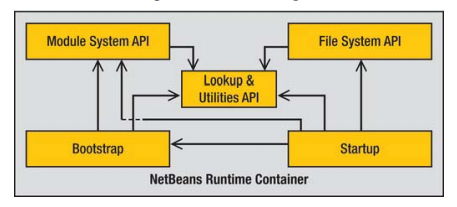 Module System API
File System API
Lookup &
Utilities API
Bootstrap
Startup
NetBeans Runtime Container